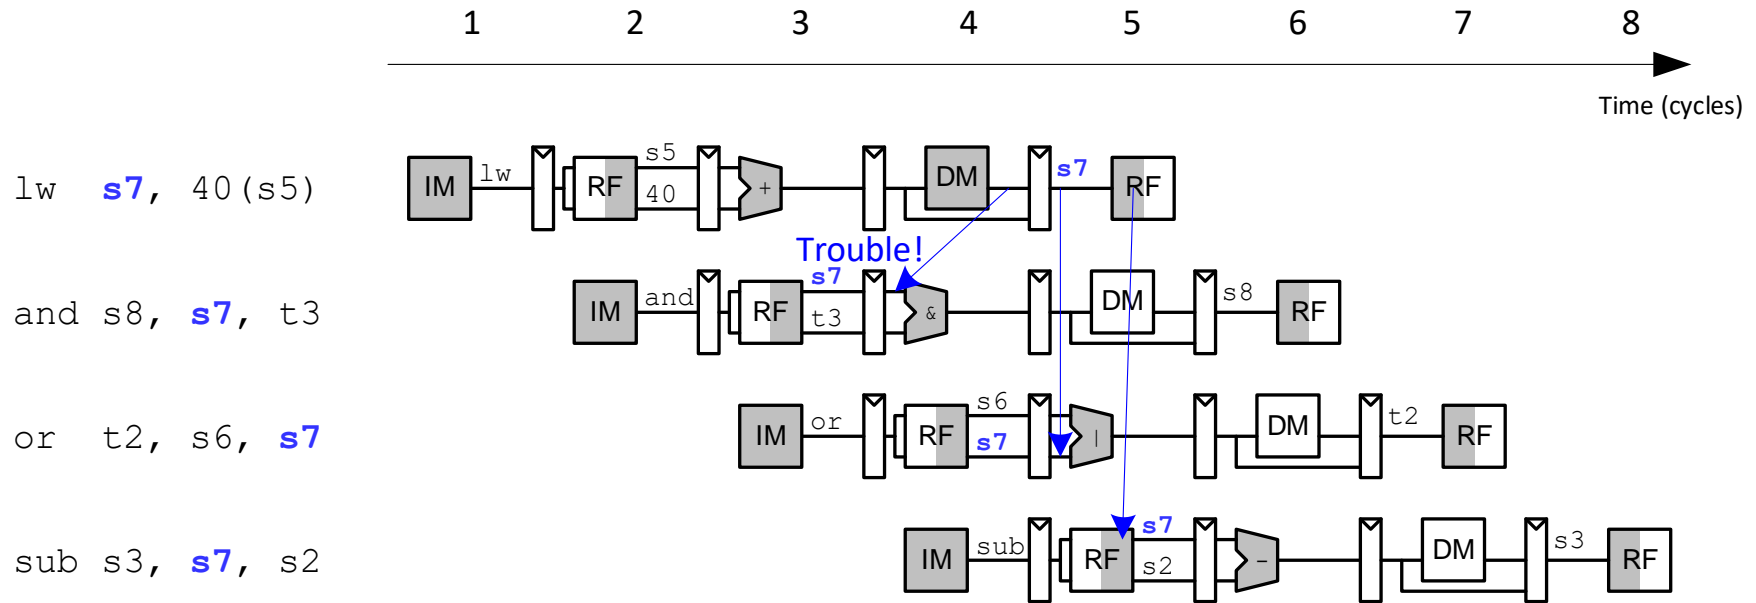 1 2 3 4 5 6 7 8
Time (cycles)
lw s7, 40(s5) IM lw RF s5 40 + DM s7 RF
Trouble!
and s8, s7, t3 IM and RF s7 t3 & DM s8 RF
or t2, s6, s7 IM or RF s6 s7 | DM t2 RF
sub s3, s7, s2 IM sub RF s7 s2 - DM s3 RF